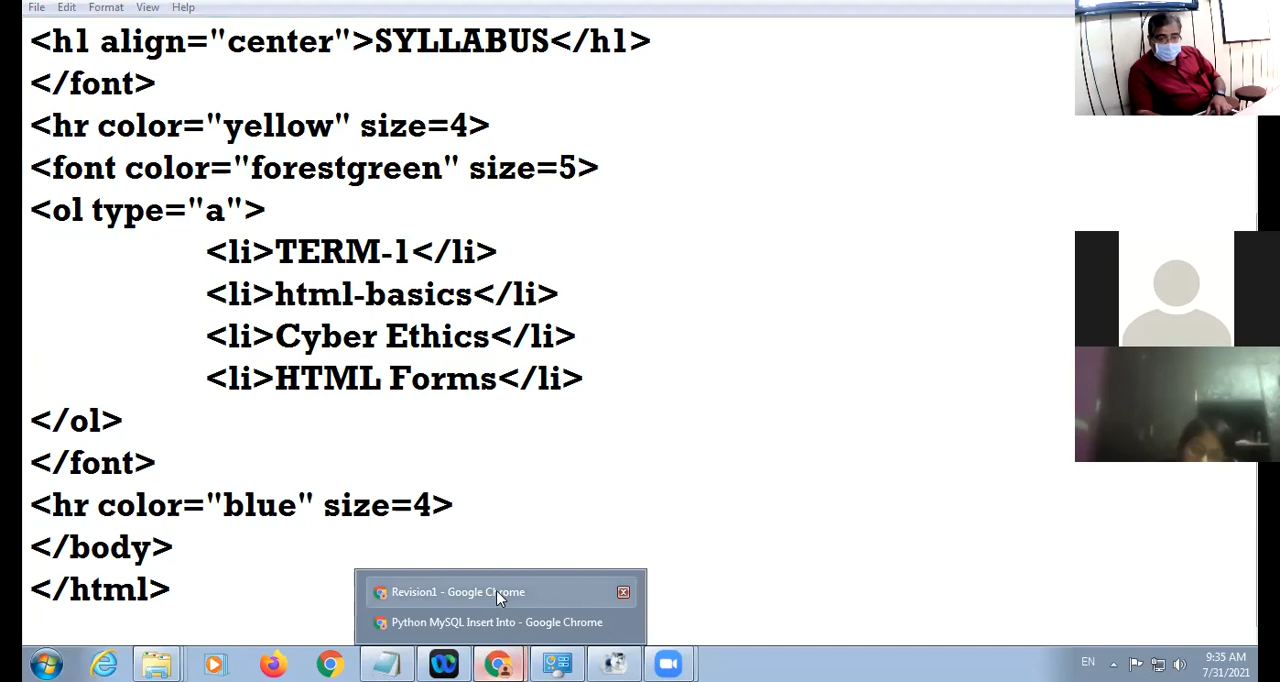 File Edit Format View Help
<h1 align="center">SYLLABUS</h1>
</font>
<hr color="yellow" size=4>
<font color="forestgreen" size=5>
<ol type="a">
<li>TERM-1</li>
<li>html-basics</li>
<li>Cyber Ethics</li>
<li>HTML Forms</li>
</ol>
</font>
<hr color="blue" size=4>
</body>
</html>
Revision1 - Google Chrome
Python MySQL Insert Into - Google Chrome
EN
9:35 AM
7/31/2021